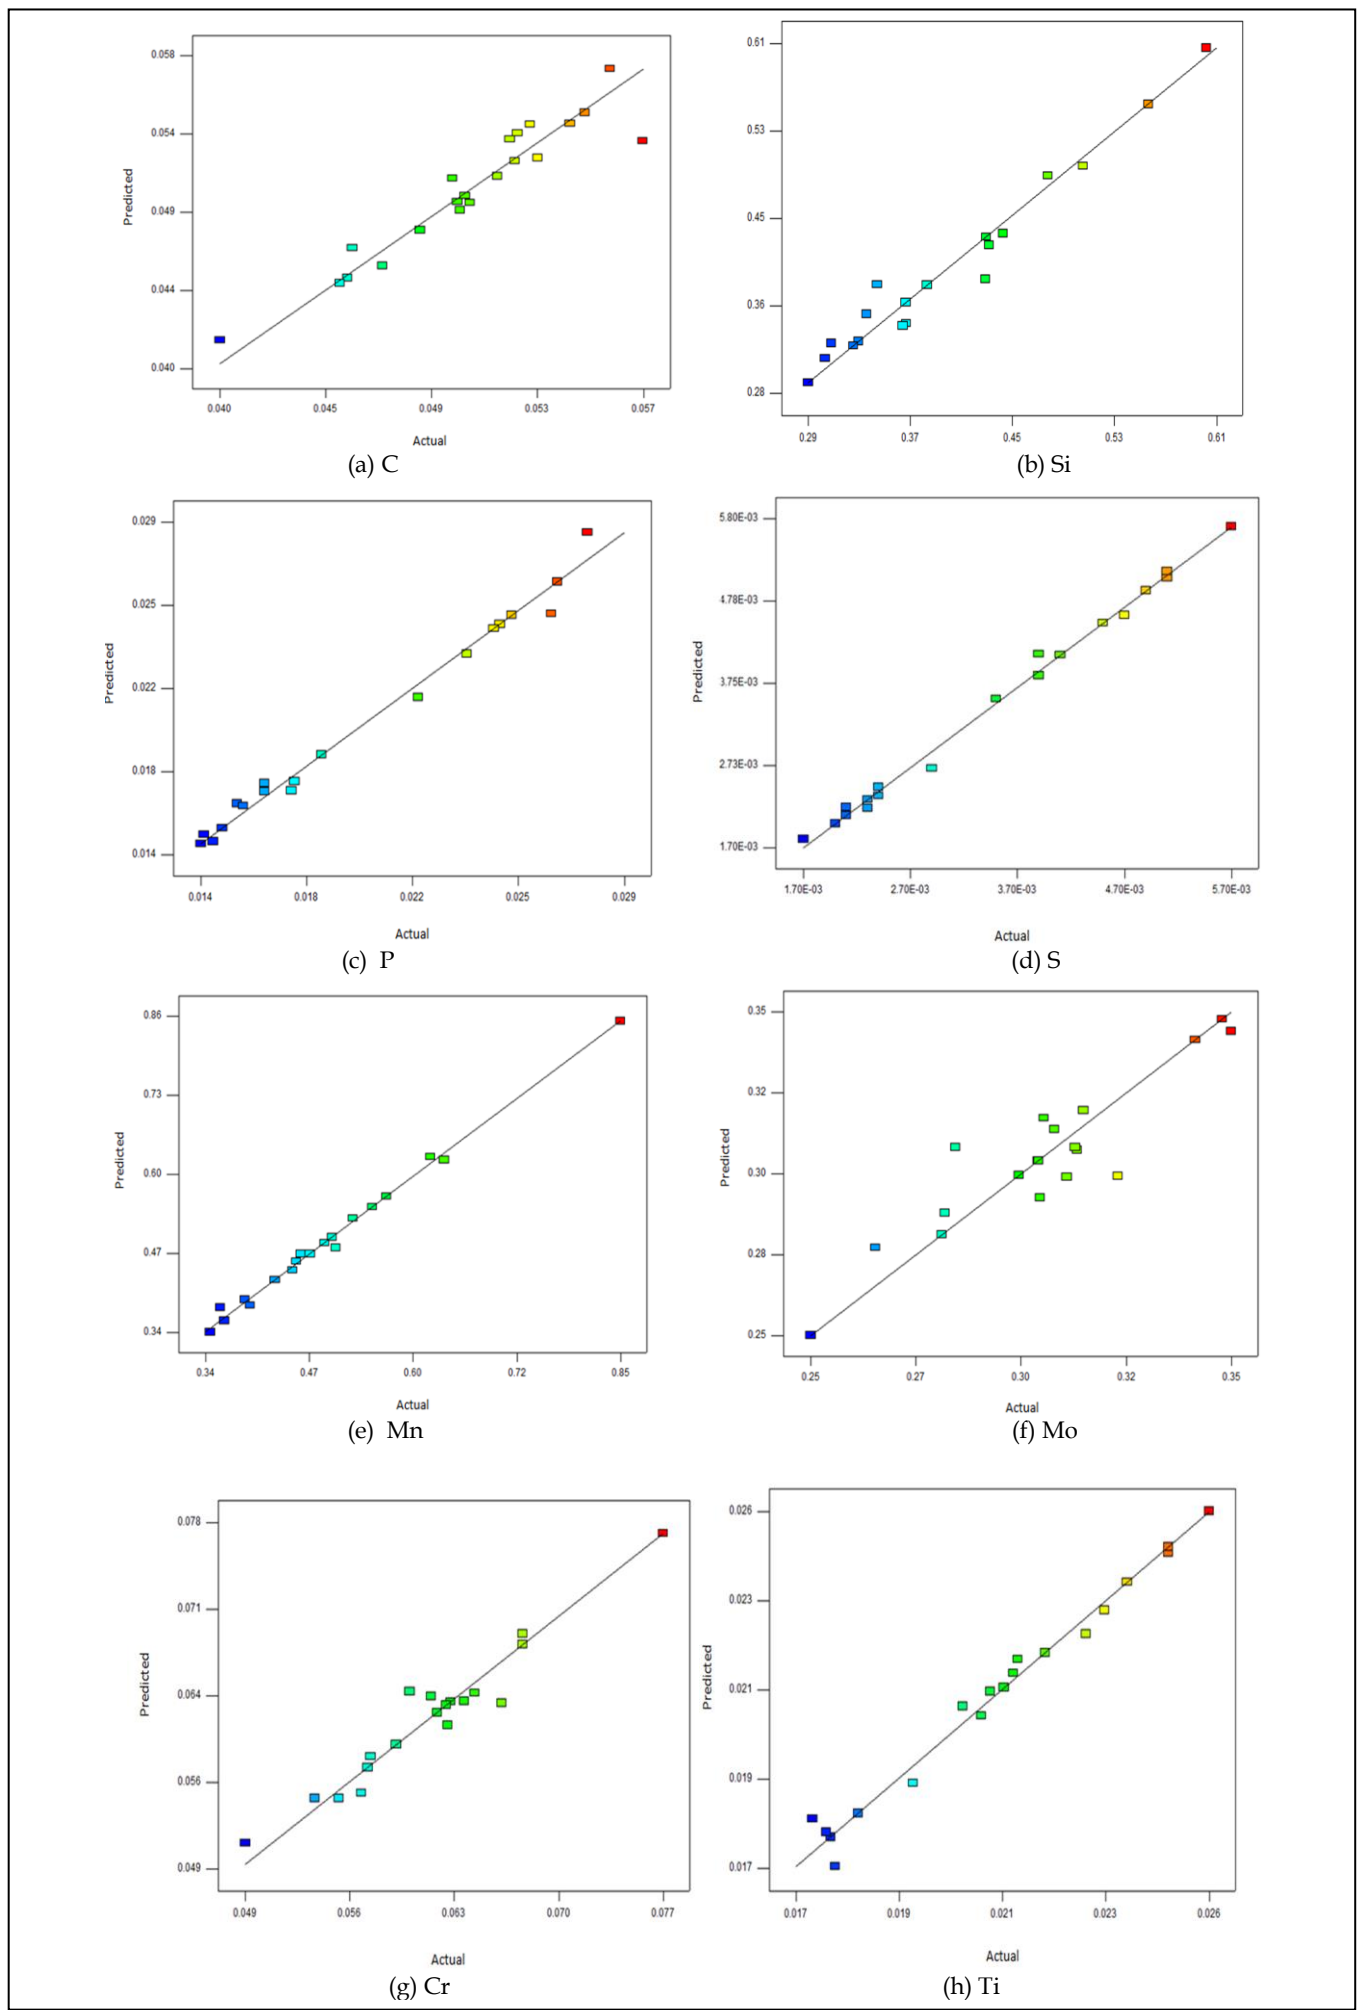 0.058
0.054
0.049
0.044
0.040
Predicted
0.040 0.045 0.049 0.053 0.057
Actual
(a) C
0.61
0.53
0.45
0.36
0.28
Predicted
0.29 0.37 0.45 0.53 0.61
(b) Si
0.029
0.025
0.022
0.018
0.014
Predicted
0.014 0.018 0.022 0.025 0.029
Actual
(c) P
5.80E-03
4.78E-03
3.75E-03
2.73E-03
1.70E-03
Predicted
1.70E-03 2.70E-03 3.70E-03 4.70E-03 5.70E-03
Actual
(d) S
0.86
0.73
0.60
0.47
0.34
Predicted
0.34 0.47 0.60 0.72 0.85
Actual
(e) Mn
0.35
0.32
0.30
0.28
0.25
Predicted
0.25 0.27 0.30 0.32 0.35
Actual
(f) Mo
0.078
0.071
0.064
0.056
0.049
Predicted
0.049 0.056 0.063 0.070 0.077
Actual
(g) Cr
0.026
0.023
0.021
0.019
0.017
Predicted
0.017 0.019 0.021 0.023 0.026
Actual
(h) Ti